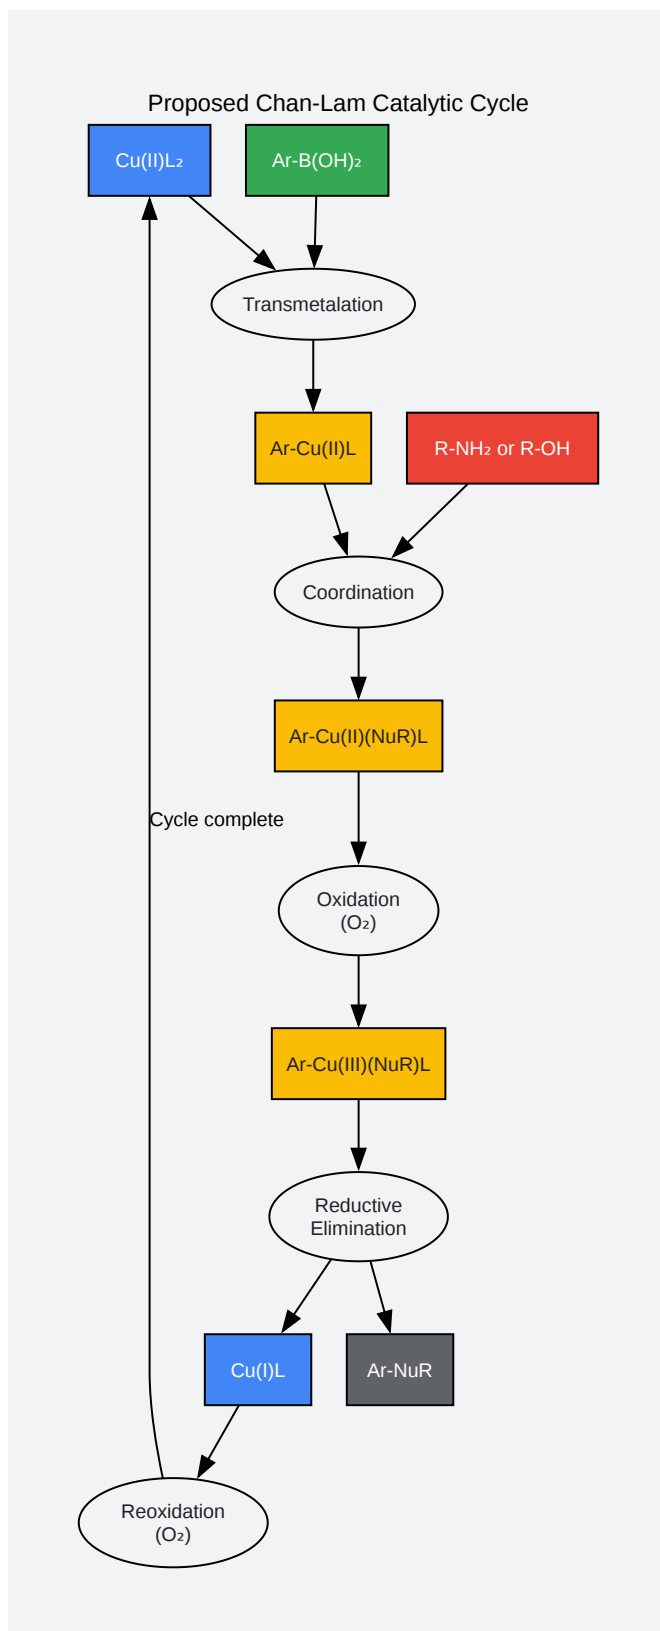 Proposed Chan-Lam Catalytic Cycle
Cu(II)L₂
Ar-B(OH)₂
Transmetalation
Ar-Cu(II)L
R-NH₂ or R-OH
Coordination
Ar-Cu(II)(NuR)L
Cycle complete
Oxidation
(O₂)
Ar-Cu(III)(NuR)L
Reductive
Elimination
Cu(I)L
Ar-NuR
Reoxidation
(O₂)